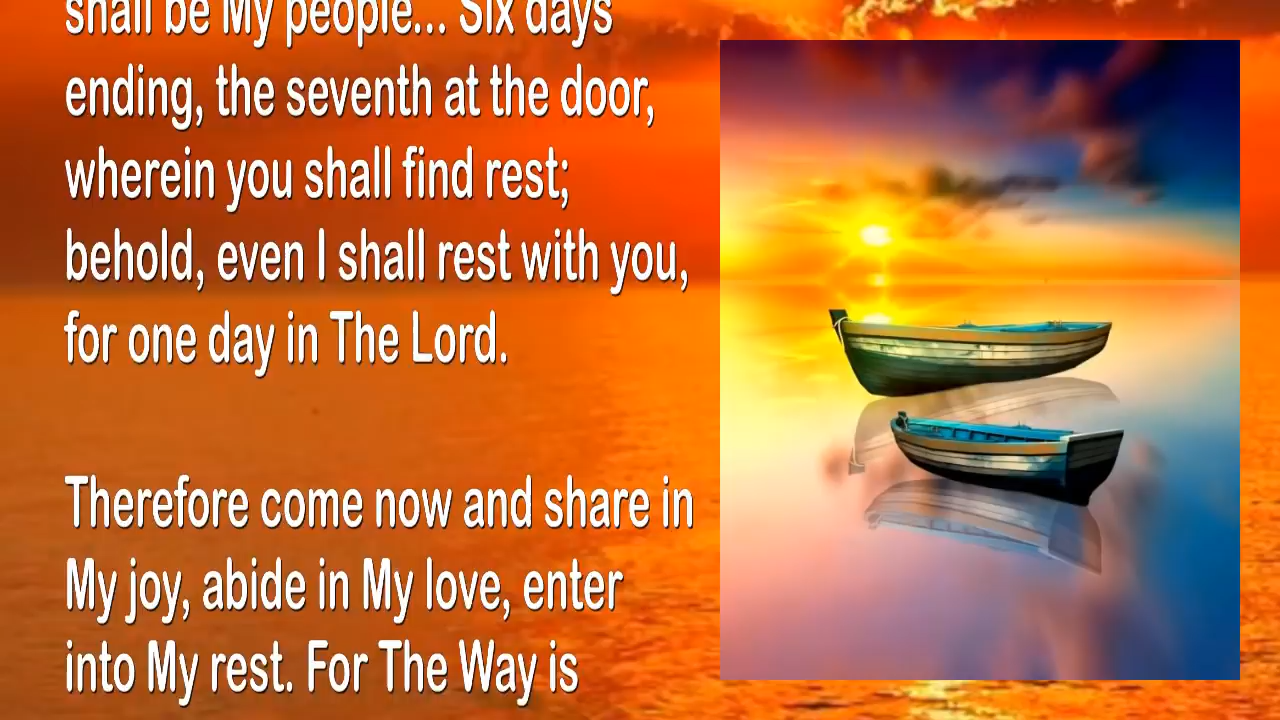 shall be My people... Six days
ending, the seventh at the door,
wherein you shall find rest;
behold, even I shall rest with you,
for one day in The Lord.
Therefore come now and share in
My joy, abide in My love, enter
into My rest. For The Way is